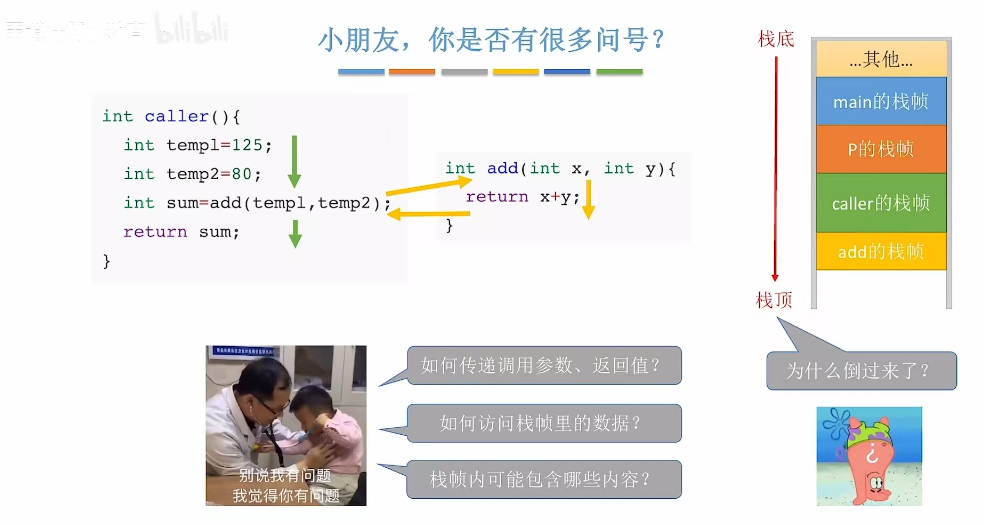 bilibili
小朋友，你是否有很多问号？
int caller(){
int templ=125;
int temp2=80;
int sum=add(templ,temp2);
return sum;
}
int add(int x, int y){
return x+y;
}
栈底
栈顶
…其他…
main的栈帧
P的栈帧
caller的栈帧
add的栈帧
为什么倒过来了？
如何传递调用参数、返回值？
如何访问栈帧里的数据？
栈帧内可能包含哪些内容？
别说我有问题
我觉得你有问题
¿